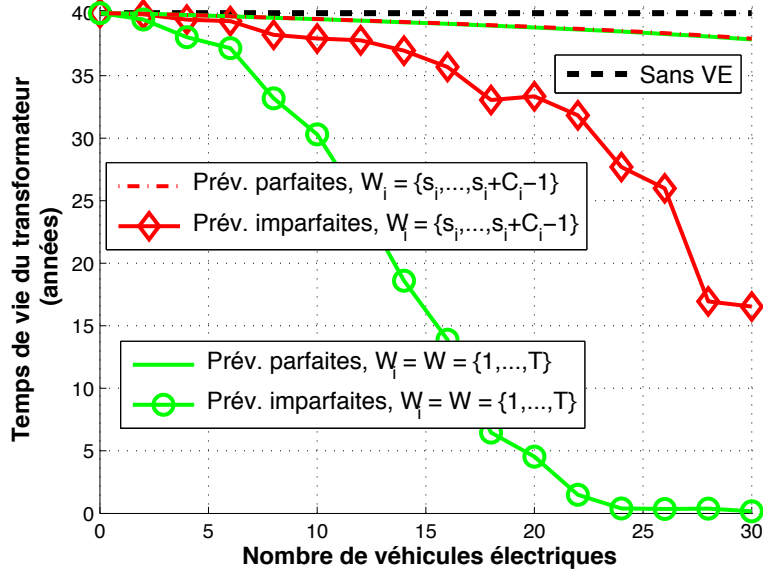 40
35
30
25
20
15
10
5
0
Temps de vie du transformateur
(années)
Sans VE
Prév. parfaites, W_i = {s_i,...,s_i+C_i−1}
Prév. imparfaites, W_i = {s_i,...,s_i+C_i−1}
Prév. parfaites, W_i = W = {1,...,T}
Prév. imparfaites, W_i = W = {1,...,T}
0 5 10 15 20 25 30
Nombre de véhicules électriques